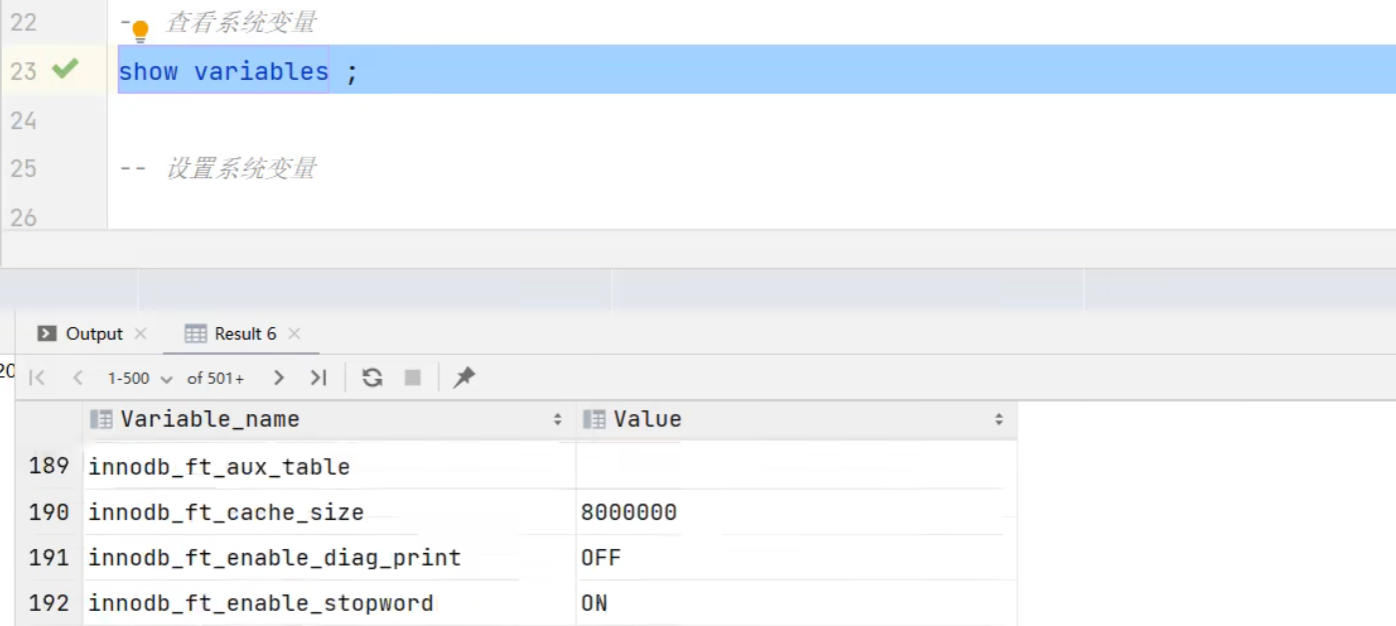 22 - 查看系统变量
23 show variables ;
24
25 -- 设置系统变量
26
Output Result 6
20 1-500 of 501+
Variable_name Value
189 innodb_ft_aux_table
190 innodb_ft_cache_size 8000000
191 innodb_ft_enable_diag_print OFF
192 innodb_ft_enable_stopword ON